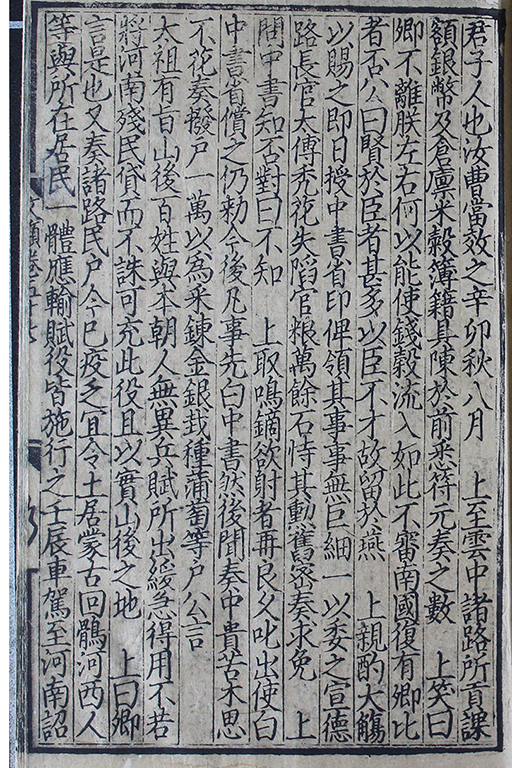 君子人也汝曹當效之辛卯秋八月　上至雲中諸路所貢課
額銀幣及倉廩米穀簿籍具陳於前悉符元奏之數　上笑曰
卿不離朕左右何以能使錢穀流入如此不審南國復有卿比
者否公曰賢於臣者甚多以臣不才故留於燕　上親酌大觴
以賜之即日授中書省印俾領其事事無巨細一以委之宣德
路長官太傅禿花失陷官粮萬餘石恃其勳舊密奏求免　上
問中書知否對曰不知　上取鳴鏑欲射者再良久叱出使白
中書省償之仍勑今後凡事先白中書然後聞奏中貴苦木思
不花奏撥戶一萬以爲采鍊金銀栽種蒲萄等戶公言
太祖有旨山後百姓與本朝人無異兵賦所出緩急得用不若
將河南殘民貸而不誅可充此役且以實山後之地　上曰卿
言是也又奏諸路民戶今已疫乏宜令土居蒙古回鶻河西人
等與所在居民一體應輸賦役皆施行之壬辰車駕至河南詔